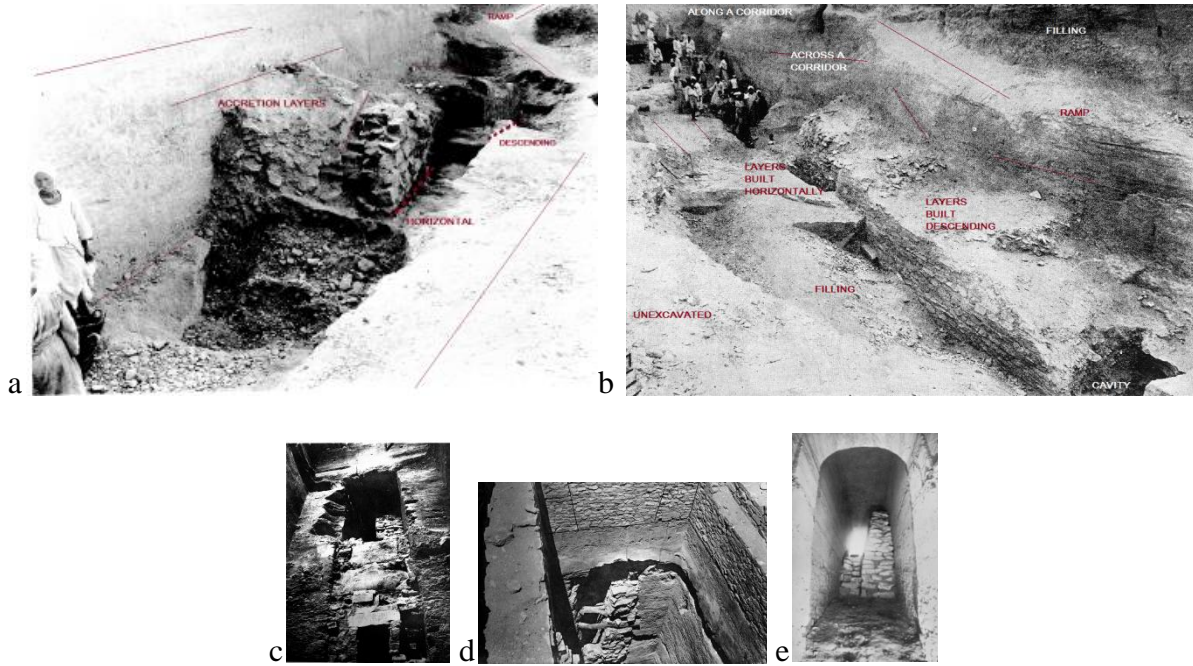 RAMP
ACCRETION LAYERS
DESCENDING
HORIZONTAL
a
ALONG A CORRIDOR
FILLING
ACROSS A
CORRIDOR
RAMP
LAYERS
BUILT
HORIZONTALLY
LAYERS
BUILT
DESCENDING
FILLING
UNEXCAVATED
CAVITY
b
c
d
e